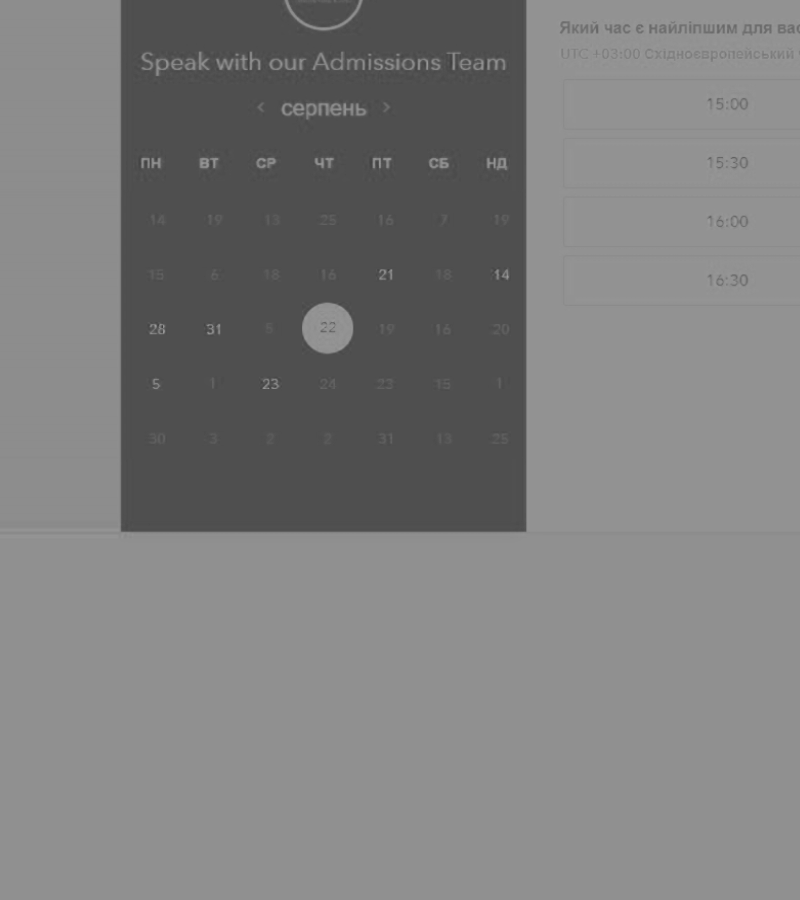 Speak with our Admissions Team
< серпень >
ПН ВТ СР ЧТ ПТ СБ НД
14 19 13 25 16 7 19
15 6 18 16 21 18 14
28 31 5 22 19 16 20
5 1 23 24 23 15 1
30 3 2 2 31 13 25
Який час є найліпшим для вас
UTC +03:00 Східноєвропейський
15:00
15:30
16:00
16:30